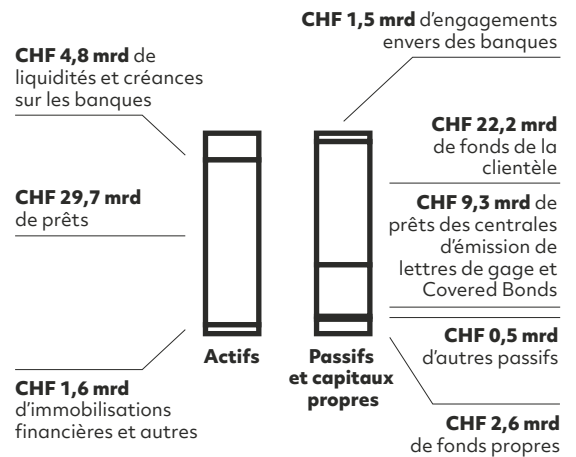 CHF 4,8 mrd de
liquidités et créances
sur les banques
CHF 29,7 mrd
de prêts
CHF 1,6 mrd
d’immobilisations
financières et autres
Actifs
Passifs
et capitaux
propres
CHF 1,5 mrd d’engagements
envers des banques
CHF 22,2 mrd
de fonds de la
clientèle
CHF 9,3 mrd de
prêts des centrales
d’émission de
lettres de gage et
Covered Bonds
CHF 0,5 mrd
d’autres passifs
CHF 2,6 mrd
de fonds propres